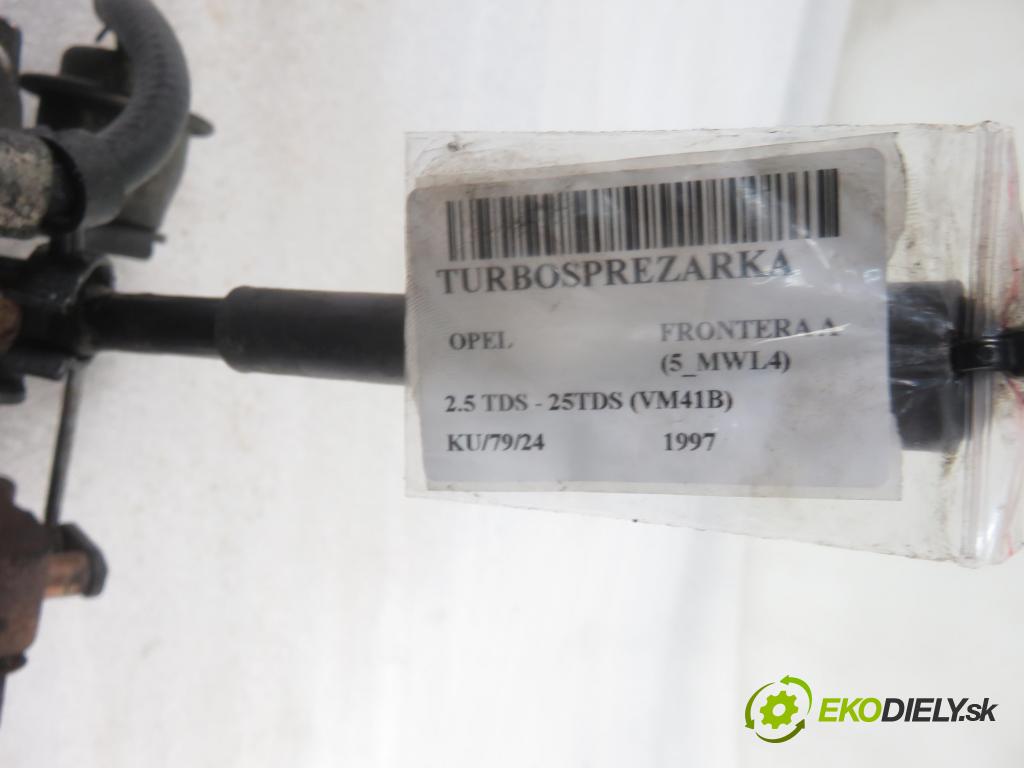 TURBOSPREZARKA
OPEL FRONTERA A
(5_MWL4)
2.5 TDS - 25TDS (VM41B)
KU/79/24 1997
EKODIELY.sk